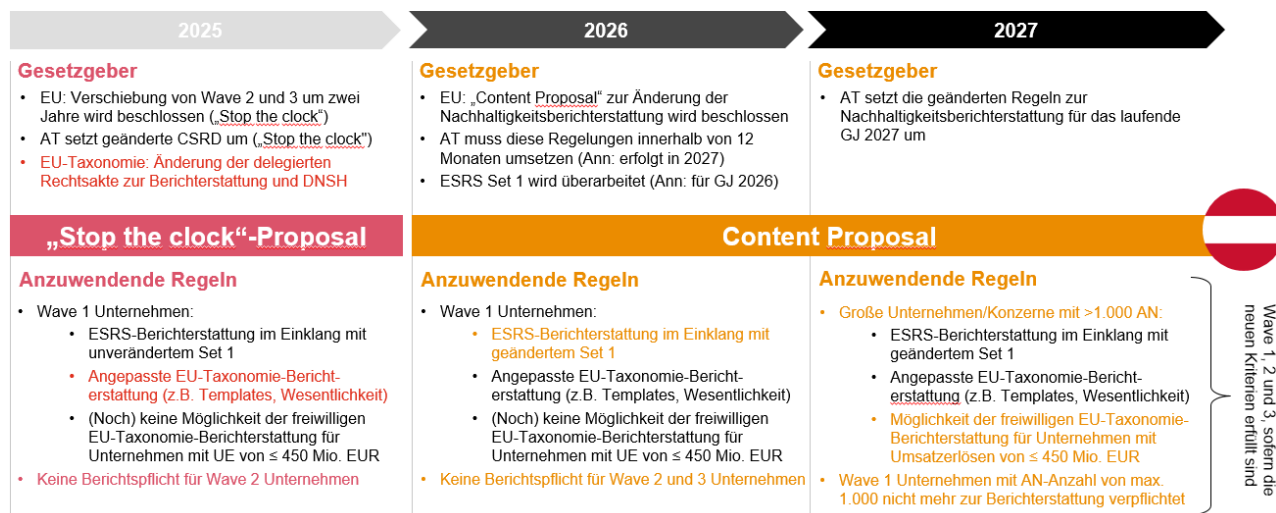 2025
2026
2027
Gesetzgeber
• EU: Verschiebung von Wave 2 und 3 um zwei
Jahre wird beschlossen („Stop the clock“)
• AT setzt geänderte CSRD um („Stop the clock")
• EU-Taxonomie: Änderung der delegierten
Rechtsakte zur Berichterstattung und DNSH
Gesetzgeber
• EU: „Content Proposal“ zur Änderung der
Nachhaltigkeitsberichterstattung wird beschlossen
• AT muss diese Regelungen innerhalb von 12
Monaten umsetzen (Ann: erfolgt in 2027)
• ESRS Set 1 wird überarbeitet (Ann: für GJ 2026)
Gesetzgeber
• AT setzt die geänderten Regeln zur
Nachhaltigkeitsberichterstattung für das laufende
GJ 2027 um
„Stop the clock“-Proposal
Content Proposal
Anzuwendende Regeln
• Wave 1 Unternehmen:
• ESRS-Berichterstattung im Einklang mit
unverändertem Set 1
• Angepasste EU-Taxonomie-Bericht-
erstattung (z.B. Templates, Wesentlichkeit)
• (Noch) keine Möglichkeit der freiwilligen
EU-Taxonomie-Berichterstattung für
Unternehmen mit UE von ≤ 450 Mio. EUR
• Keine Berichtspflicht für Wave 2 Unternehmen
Anzuwendende Regeln
• Wave 1 Unternehmen:
• ESRS-Berichterstattung im Einklang mit
geändertem Set 1
• Angepasste EU-Taxonomie-Bericht-
erstattung (z.B. Templates, Wesentlichkeit)
• (Noch) keine Möglichkeit der freiwilligen
EU-Taxonomie-Berichterstattung für
Unternehmen mit UE von ≤ 450 Mio. EUR
• Keine Berichtspflicht für Wave 2 und 3 Unternehmen
Anzuwendende Regeln
• Große Unternehmen/Konzerne mit >1.000 AN:
• ESRS-Berichterstattung im Einklang mit
geändertem Set 1
• Angepasste EU-Taxonomie-Bericht-
erstattung (z.B. Templates, Wesentlichkeit)
• Möglichkeit der freiwilligen EU-Taxonomie-
Berichterstattung für Unternehmen mit
Umsatzerlösen von ≤ 450 Mio. EUR
• Wave 1 Unternehmen mit AN-Anzahl von max.
1.000 nicht mehr zur Berichterstattung verpflichtet
Wave 1, 2 und 3, sofern die
neuen Kriterien erfüllt sind